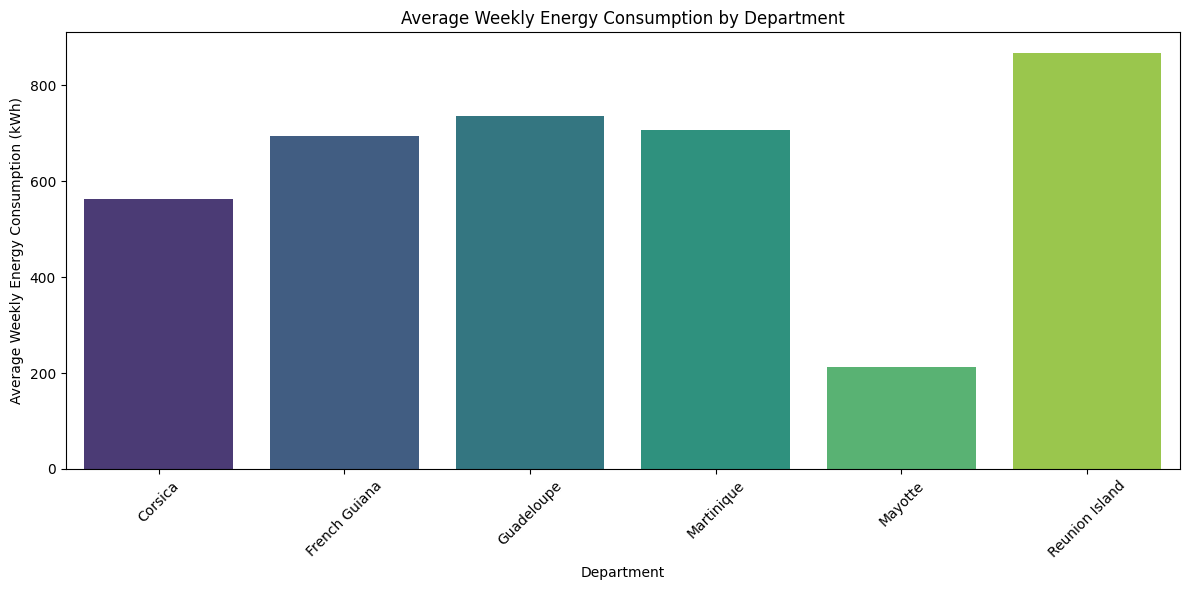 Average Weekly Energy Consumption by Department
Average Weekly Energy Consumption (kWh)
800
600
400
200
0
Corsica
French Guiana
Guadeloupe
Martinique
Mayotte
Reunion Island
Department